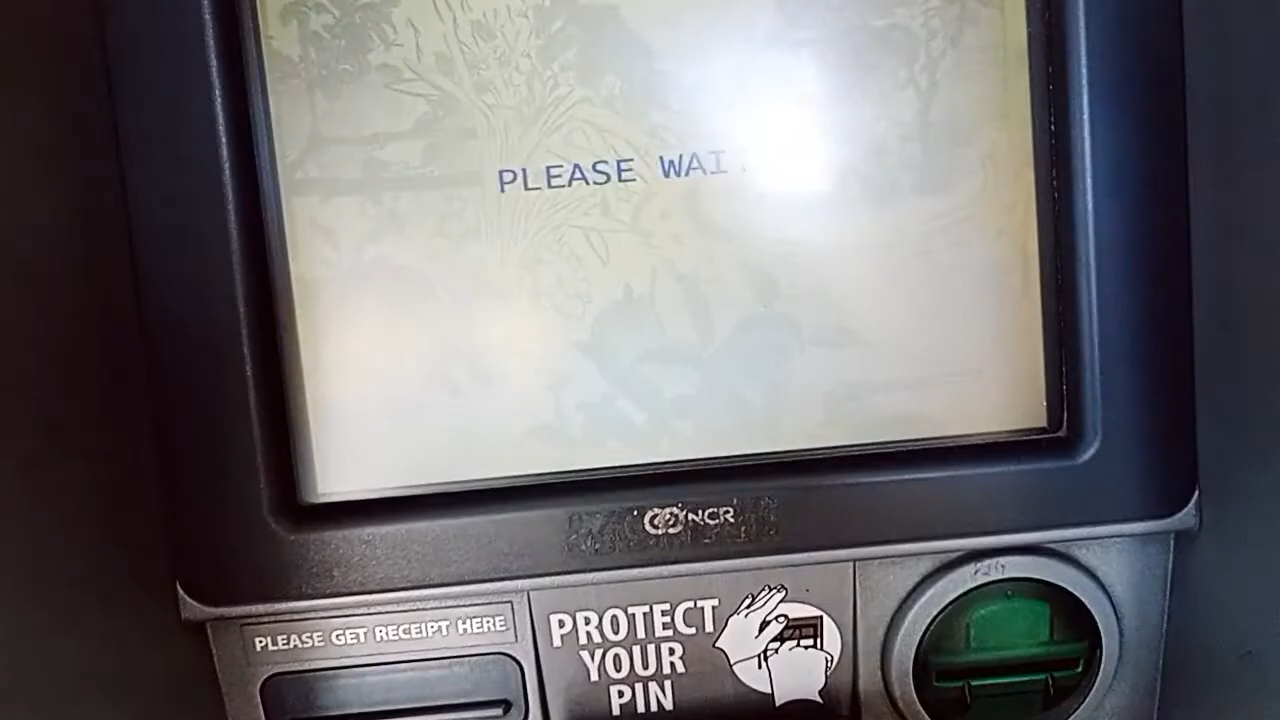 PLEASE WAI
NCR
PLEASE GET RECEIPT HERE
PROTECT
YOUR
PIN